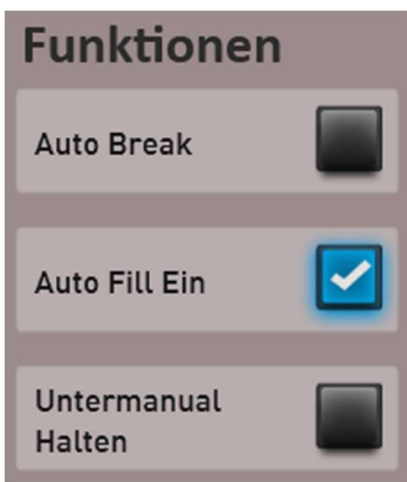 Funktionen
Auto Break
Auto Fill Ein
Untermanual
Halten